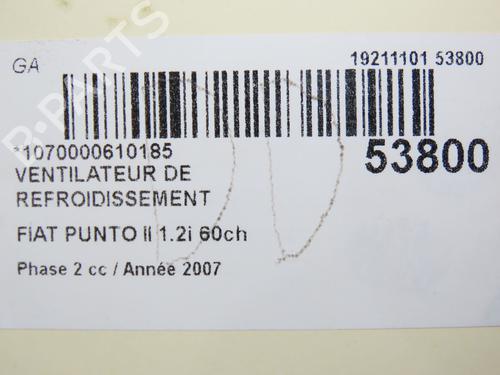 GA
19211101 53800
*1070000610185
53800
VENTILATEUR DE
REFROIDISSEMENT
FIAT PUNTO II 1.2i 60ch
Phase 2 cc / Année 2007
B-PARTS